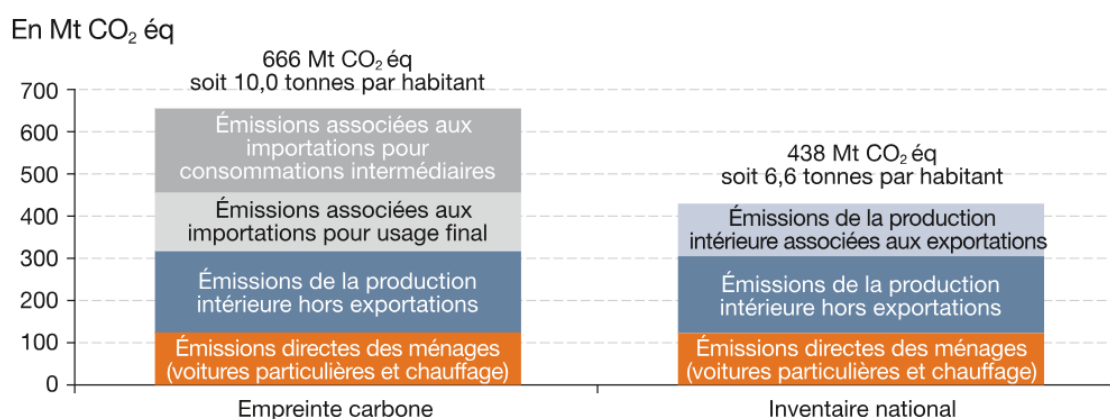 En Mt CO₂ éq
666 Mt CO₂ éq
soit 10,0 tonnes par habitant
700
600
500
400
300
200
100
0
Émissions associées aux
importations pour
consommations intermédiaires
Émissions associées aux
importations pour usage final
Émissions de la production
intérieure hors exportations
Émissions directes des ménages
(voitures particulières et chauffage)
Empreinte carbone
438 Mt CO₂ éq
soit 6,6 tonnes par habitant
Émissions de la production
intérieure associées aux exportations
Émissions de la production
intérieure hors exportations
Émissions directes des ménages
(voitures particulières et chauffage)
Inventaire national